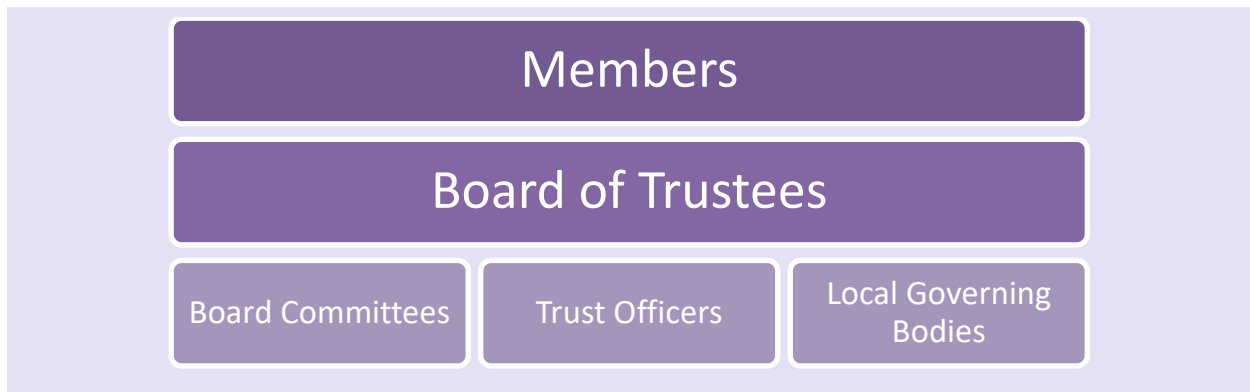 Members
Board of Trustees
Board Committees
Trust Officers
Local Governing
Bodies